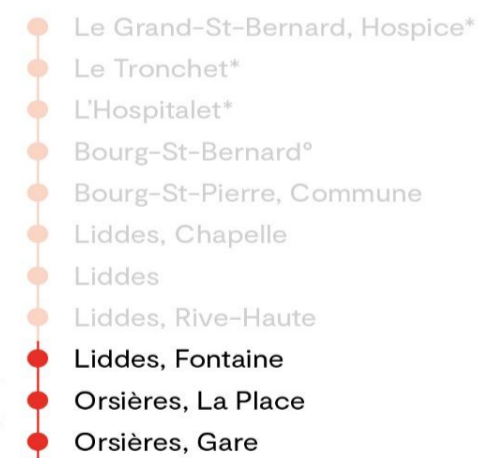 Le Grand-St-Bernard, Hospice*
Le Tronchet*
L'Hospitalet*
Bourg-St-Bernard°
Bourg-St-Pierre, Commune
Liddes, Chapelle
Liddes
Liddes, Rive-Haute
Liddes, Fontaine
Orsières, La Place
Orsières, Gare